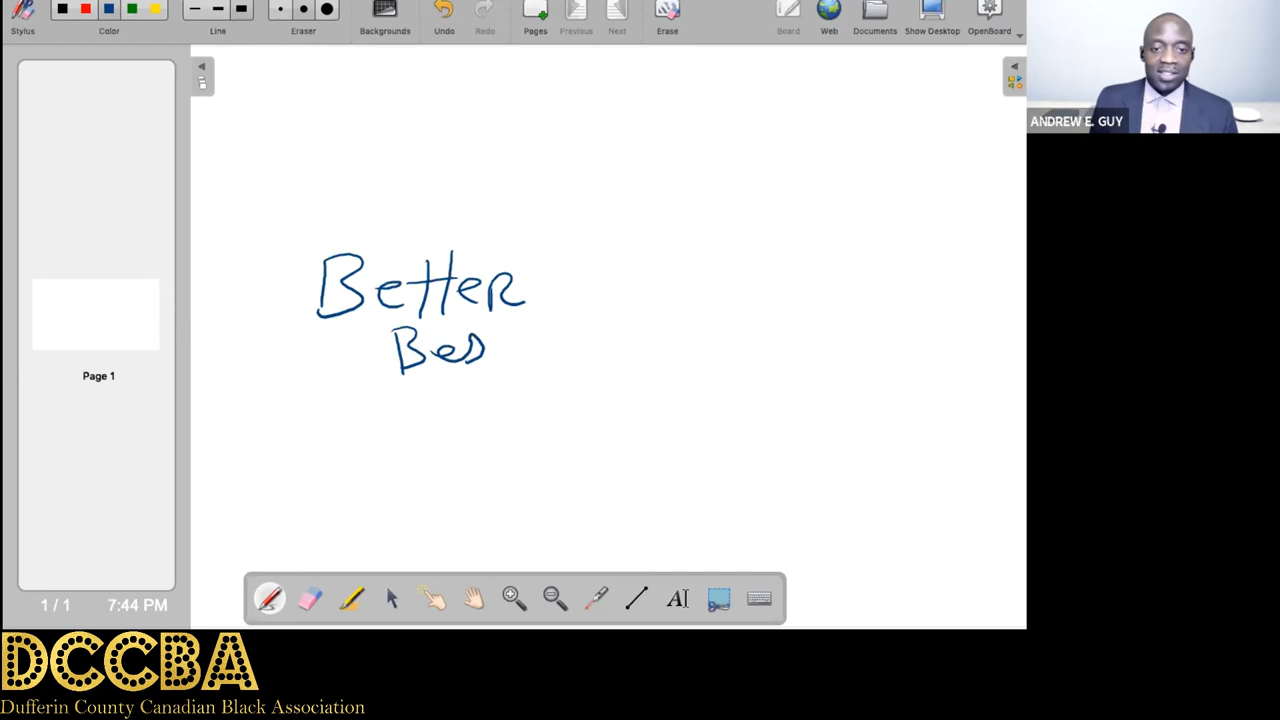 Stylus Color Line Eraser Backgrounds Undo Redo Pages Previous Next Erase Board Web Documents Show Desktop OpenBoard
ANDREW E. GUY
Better
Bes
Page 1
1 / 1 7:44 PM
DCCBA
Dufferin County Canadian Black Association